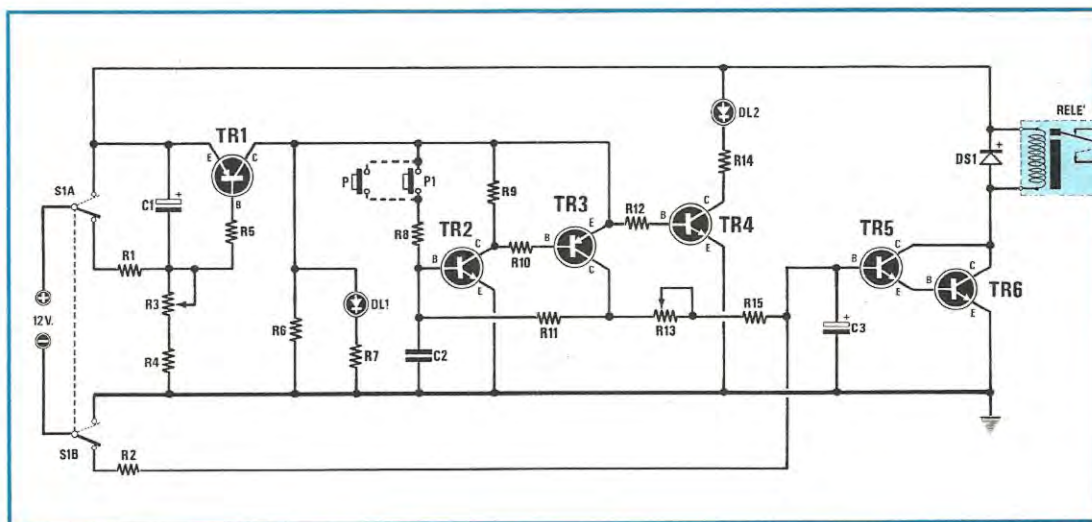 RELE'
DL2
TR1
DS1
E
C
P
P1
R9
R14
S1A
C1
+
B
R5
TR3
R12
TR4
R8
TR2
C
E
B
C
E
TR5
R1
B
R10
B
C
B
C
E
B
C
E
TR6
+
12V.
-
R3
DL1
E
R11
R13
R15
+
C3
R4
R6
R7
C2
S1B
R2